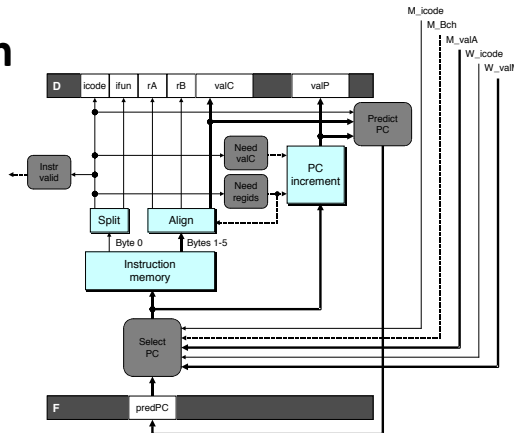 n
M_icode
M_Bch
M_valA
W_icode
W_valM
D icode ifun rA rB valC valP
Predict
PC
Need
valC
Instr
valid
PC
increment
Need
regids
Split
Align
Byte 0
Bytes 1-5
Instruction
memory
Select
PC
F predPC